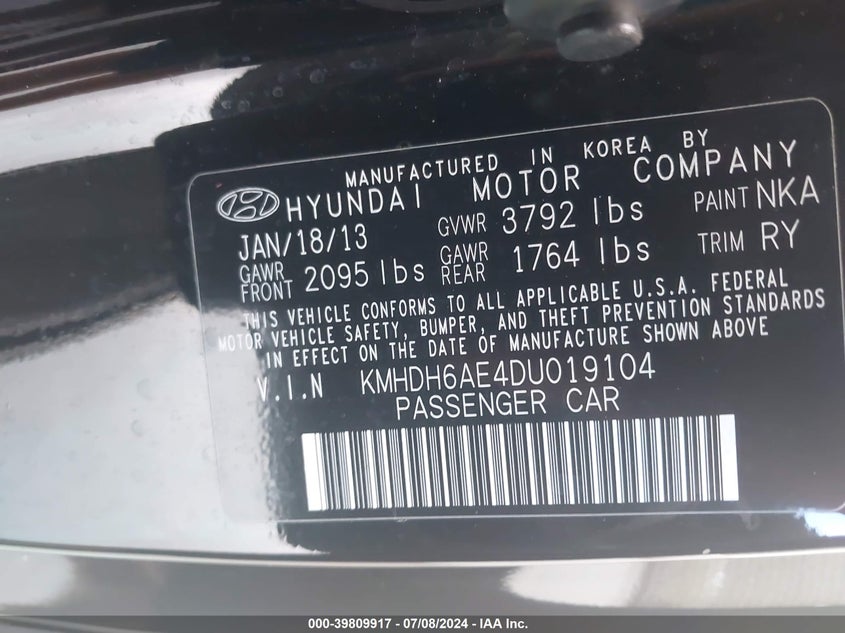 MANUFACTURED IN KOREA BY
HYUNDAI MOTOR COMPANY
JAN/18/13 GVWR 3792 lbs PAINT NKA
GAWR FRONT 2095 lbs GAWR REAR 1764 lbs TRIM RY
THIS VEHICLE CONFORMS TO ALL APPLICABLE U.S.A. FEDERAL
MOTOR VEHICLE SAFETY, BUMPER, AND THEFT PREVENTION STANDARDS
IN EFFECT ON THE DATE OF MANUFACTURE SHOWN ABOVE
V.I.N KMHDH6AE4DU019104
PASSENGER CAR
000-39809917 - 07/08/2024 - IAA Inc.